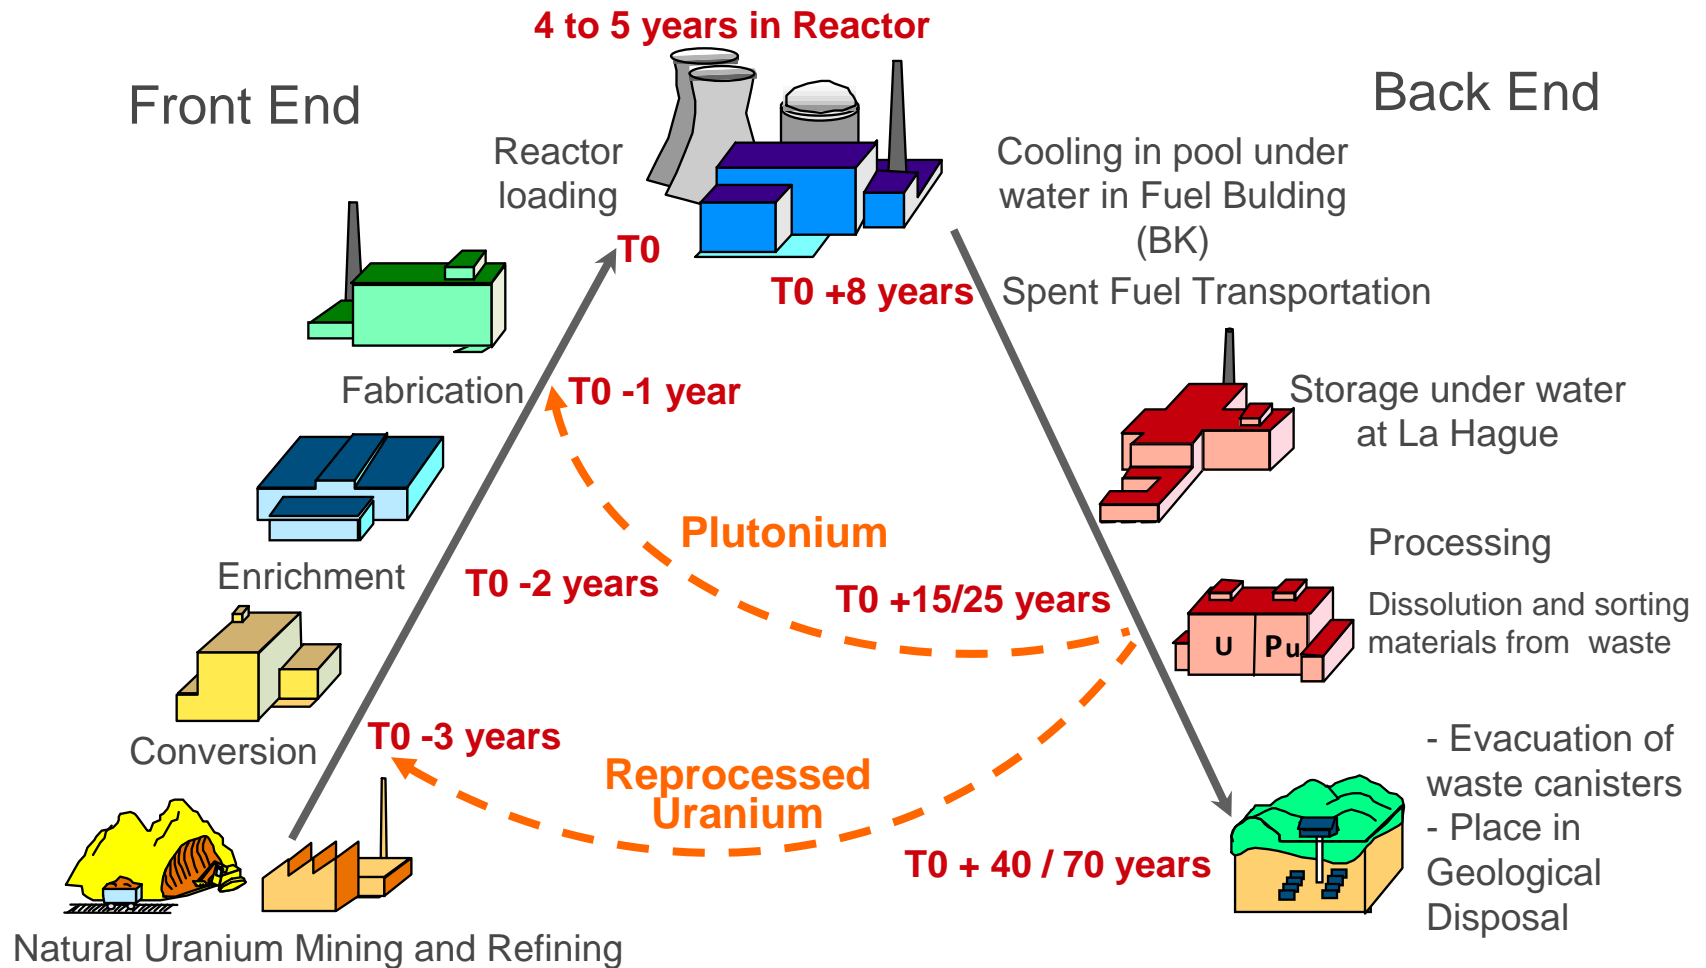 4 to 5 years in Reactor
Front End
Back End
Reactor
loading
T0
Cooling in pool under
water in Fuel Bulding
(BK)
T0 +8 years
Spent Fuel Transportation
Fabrication
T0 -1 year
Storage under water
at La Hague
Plutonium
Enrichment
T0 -2 years
T0 +15/25 years
Processing
Dissolution and sorting
materials from waste
U
Pu
Conversion
T0 -3 years
Reprocessed
Uranium
T0 + 40 / 70 years
- Evacuation of
waste canisters
- Place in
Geological
Disposal
Natural Uranium Mining and Refining